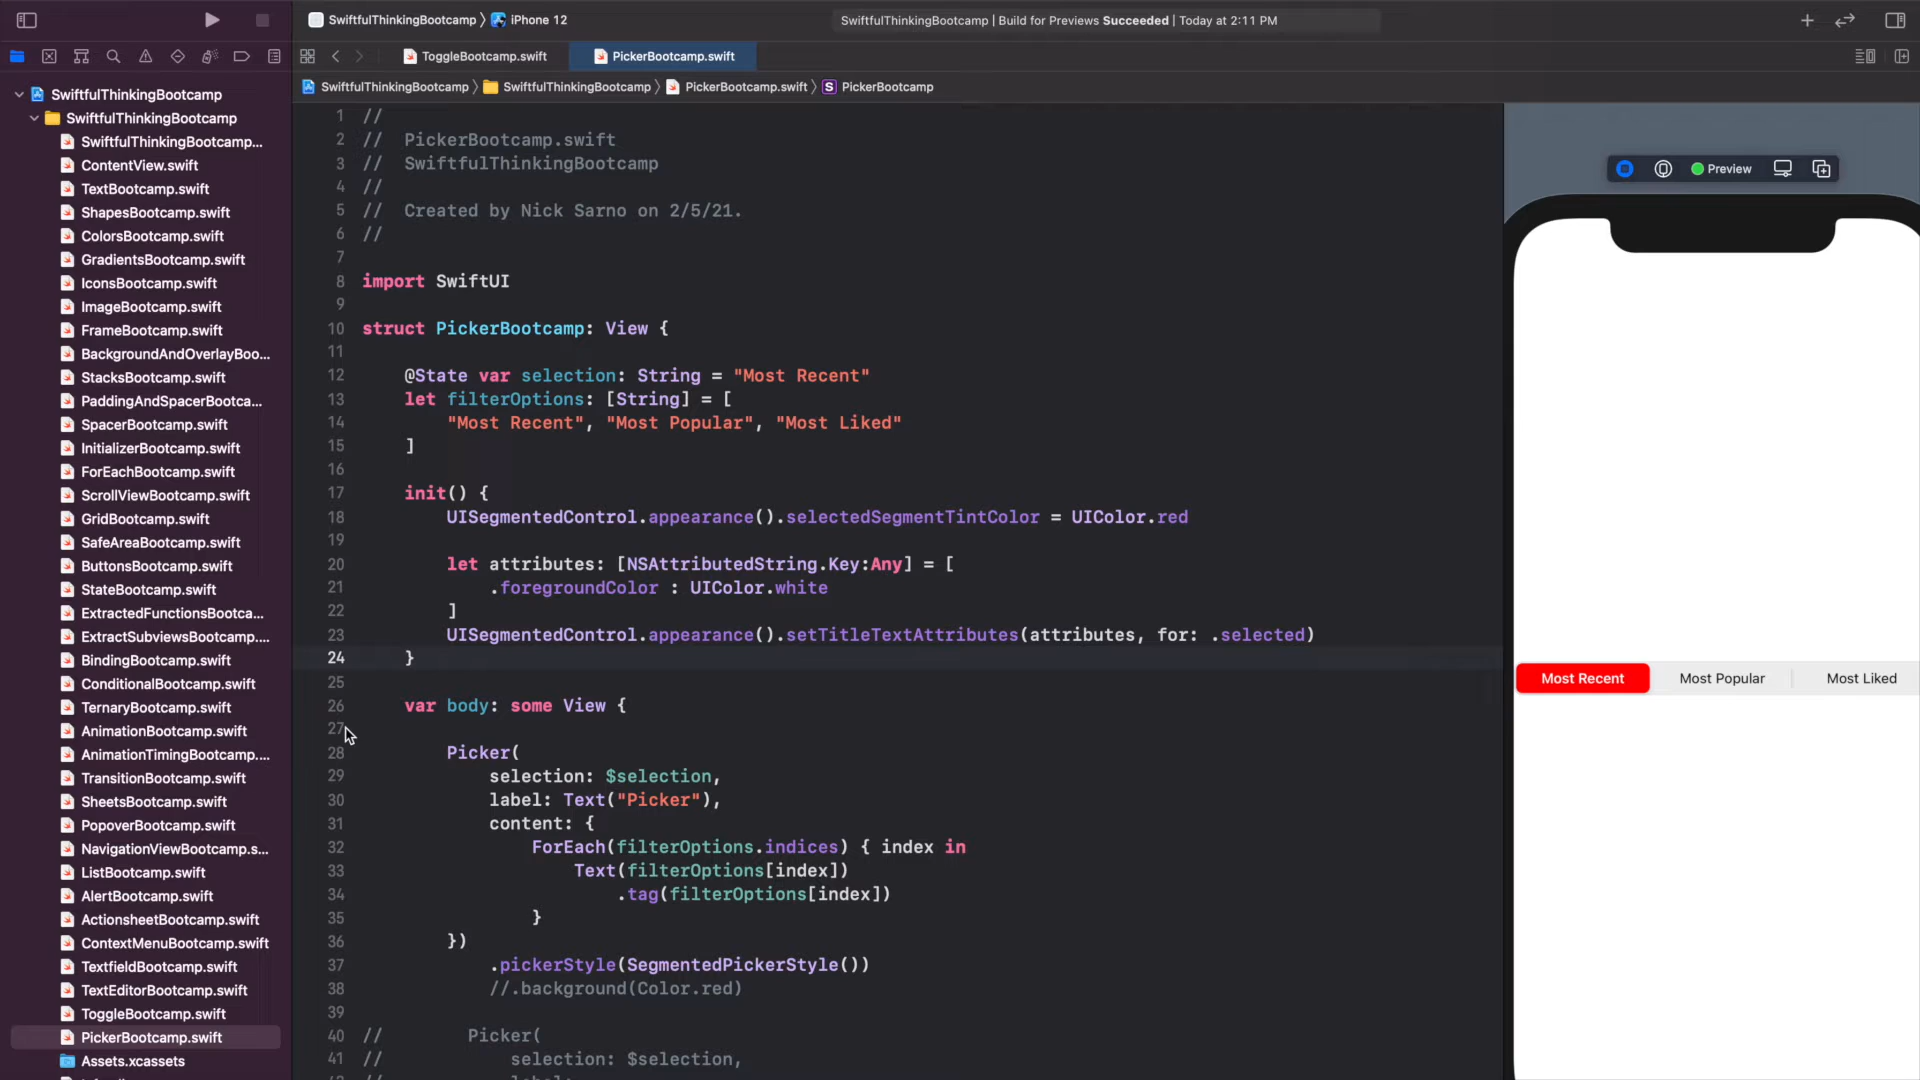 SwiftfulThinkingBootcamp ⟩ iPhone 12
SwiftfulThinkingBootcamp | Build for Previews Succeeded | Today at 2:11 PM
ToggleBootcamp.swift
PickerBootcamp.swift
SwiftfulThinkingBootcamp ⟩ SwiftfulThinkingBootcamp ⟩ PickerBootcamp.swift ⟩ S PickerBootcamp
SwiftfulThinkingBootcamp
SwiftfulThinkingBootcamp
SwiftfulThinkingBootcamp...
ContentView.swift
TextBootcamp.swift
ShapesBootcamp.swift
ColorsBootcamp.swift
GradientsBootcamp.swift
IconsBootcamp.swift
ImageBootcamp.swift
FrameBootcamp.swift
BackgroundAndOverlayBoo...
StacksBootcamp.swift
PaddingAndSpacerBootca...
SpacerBootcamp.swift
InitializerBootcamp.swift
ForEachBootcamp.swift
ScrollViewBootcamp.swift
GridBootcamp.swift
SafeAreaBootcamp.swift
ButtonsBootcamp.swift
StateBootcamp.swift
ExtractedFunctionsBootca...
ExtractSubviewsBootcamp....
BindingBootcamp.swift
ConditionalBootcamp.swift
TernaryBootcamp.swift
AnimationBootcamp.swift
AnimationTimingBootcamp....
TransitionBootcamp.swift
SheetsBootcamp.swift
PopoverBootcamp.swift
NavigationViewBootcamp.s...
ListBootcamp.swift
AlertBootcamp.swift
ActionsheetBootcamp.swift
ContextMenuBootcamp.swift
TextfieldBootcamp.swift
TextEditorBootcamp.swift
ToggleBootcamp.swift
PickerBootcamp.swift
Assets.xcassets
1 //
2 // PickerBootcamp.swift
3 // SwiftfulThinkingBootcamp
4 //
5 // Created by Nick Sarno on 2/5/21.
6 //
7
8 import SwiftUI
9
10 struct PickerBootcamp: View {
11
12 @State var selection: String = "Most Recent"
13 let filterOptions: [String] = [
14 "Most Recent", "Most Popular", "Most Liked"
15 ]
16
17 init() {
18 UISegmentedControl.appearance().selectedSegmentTintColor = UIColor.red
19
20 let attributes: [NSAttributedString.Key:Any] = [
21 .foregroundColor : UIColor.white
22 ]
23 UISegmentedControl.appearance().setTitleTextAttributes(attributes, for: .selected)
24 }
25
26 var body: some View {
27
28 Picker(
29 selection: $selection,
30 label: Text("Picker"),
31 content: {
32 ForEach(filterOptions.indices) { index in
33 Text(filterOptions[index])
34 .tag(filterOptions[index])
35 }
36 })
37 .pickerStyle(SegmentedPickerStyle())
38 //.background(Color.red)
39
40 // Picker(
41 // selection: $selection,
Preview
Most Recent Most Popular Most Liked